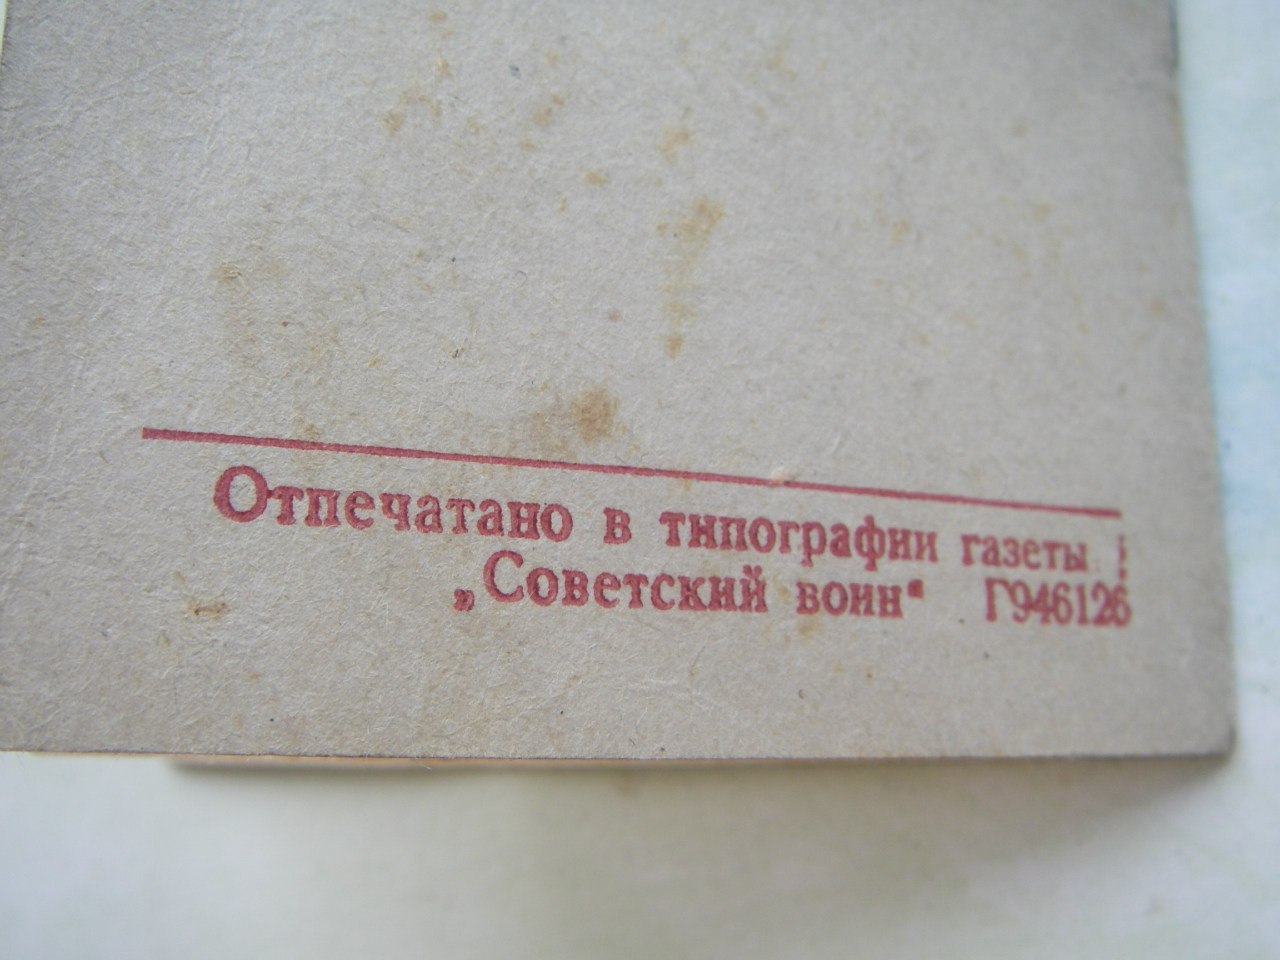 Отпечатано в типографии газеты
„Советский воин“ Г946126